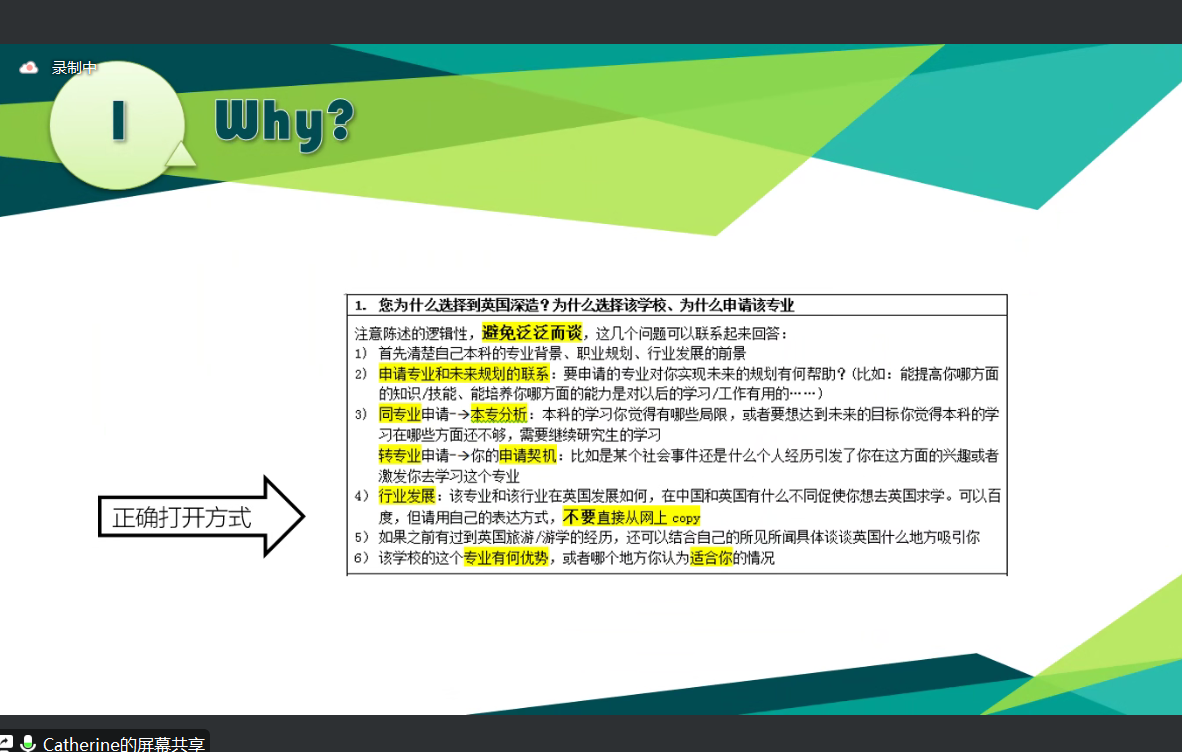 录制中
I
Why?
1. 您为什么选择到英国深造？为什么选择该学校、为什么申请该专业
注意陈述的逻辑性，避免泛泛而谈，这几个问题可以联系起来回答：
1) 首先清楚自己本科的专业背景、职业规划、行业发展的前景
2) 申请专业和未来规划的联系：要申请的专业对你实现未来的规划有何帮助？(比如：能提高你哪方面
的知识/技能、能培养你哪方面的能力是对以后的学习/工作有用的……)
3) 同专业申请-→本专分析：本科的学习你觉得有哪些局限，或者要想达到未来的目标你觉得本科的学
习在哪些方面还不够，需要继续研究生的学习
转专业申请-→你的申请契机：比如是某个社会事件还是什么个人经历引发了你在这方面的兴趣或者
激发你去学习这个专业
4) 行业发展：该专业和该行业在英国发展如何，在中国和英国有什么不同促使你想去英国求学。可以百
度，但请用自己的表达方式，不要直接从网上 copy
5) 如果之前有过到英国旅游/游学的经历，还可以结合自己的所见所闻具体谈谈英国什么地方吸引你
6) 该学校的这个专业有何优势，或者哪个地方你认为适合你的情况
正确打开方式
Catherine的屏幕共享